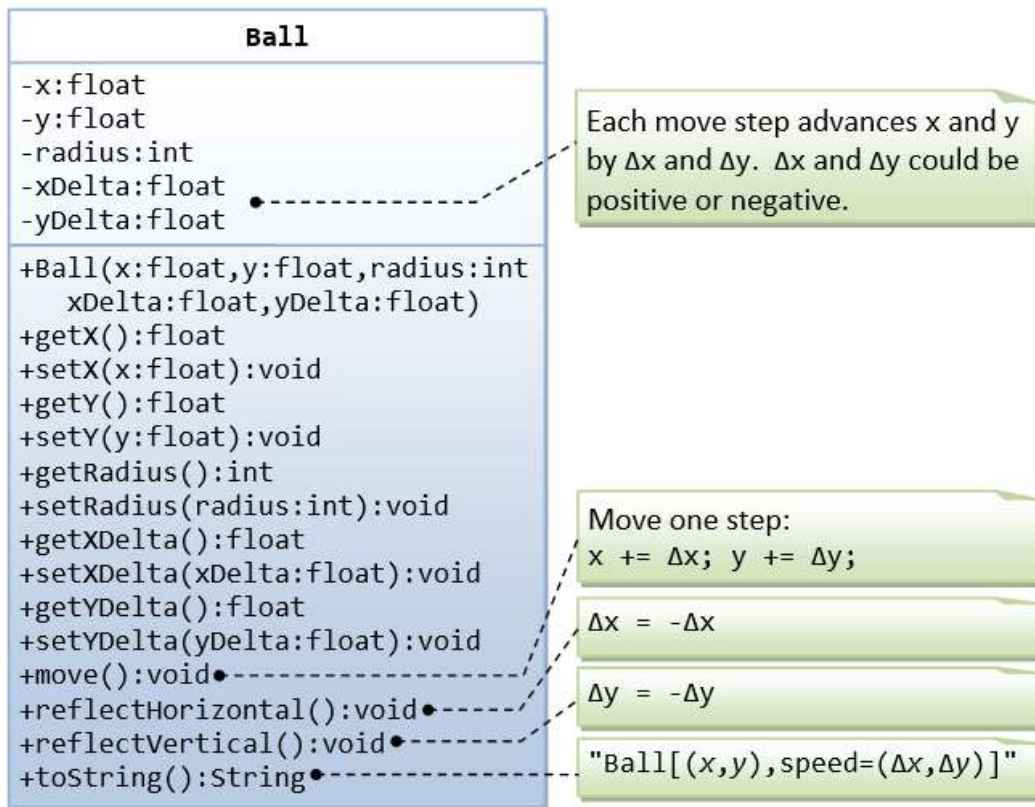 Ball
-x:float
-y:float
-radius:int
-xDelta:float
-yDelta:float
Each move step advances x and y
by Δx and Δy. Δx and Δy could be
positive or negative.
+Ball(x:float,y:float,radius:int
xDelta:float,yDelta:float)
+getX():float
+setX(x:float):void
+getY():float
+setY(y:float):void
+getRadius():int
+setRadius(radius:int):void
+getXDelta():float
+setXDelta(xDelta:float):void
+getYDelta():float
+setYDelta(yDelta:float):void
+move():void
+reflectHorizontal():void
+reflectVertical():void
+toString():String
Move one step:
x += Δx; y += Δy;
Δx = -Δx
Δy = -Δy
"Ball[(x,y),speed=(Δx,Δy)]"